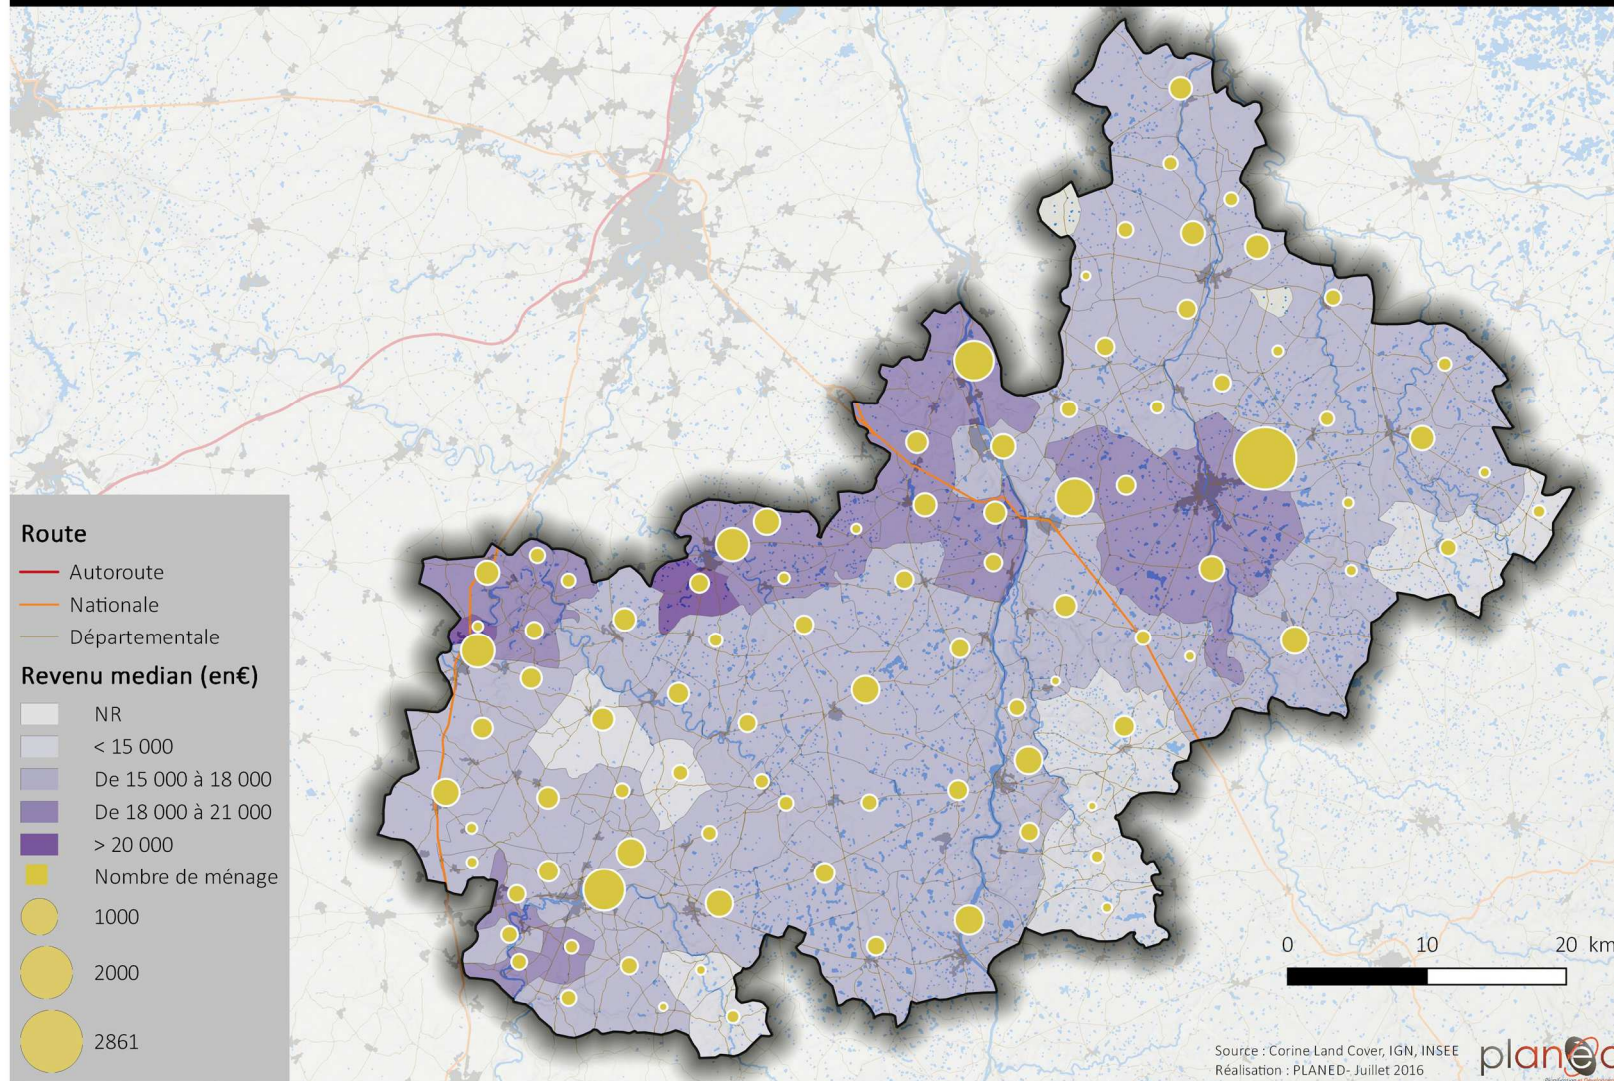 Route
Autoroute
Nationale
Départementale
Revenu median (en€)
NR
< 15 000
De 15 000 à 18 000
De 18 000 à 21 000
> 20 000
Nombre de ménage
1000
2000
2861
0 10 20 km
Source : Corine Land Cover, IGN, INSEE
Réalisation : PLANED- Juillet 2016
planed